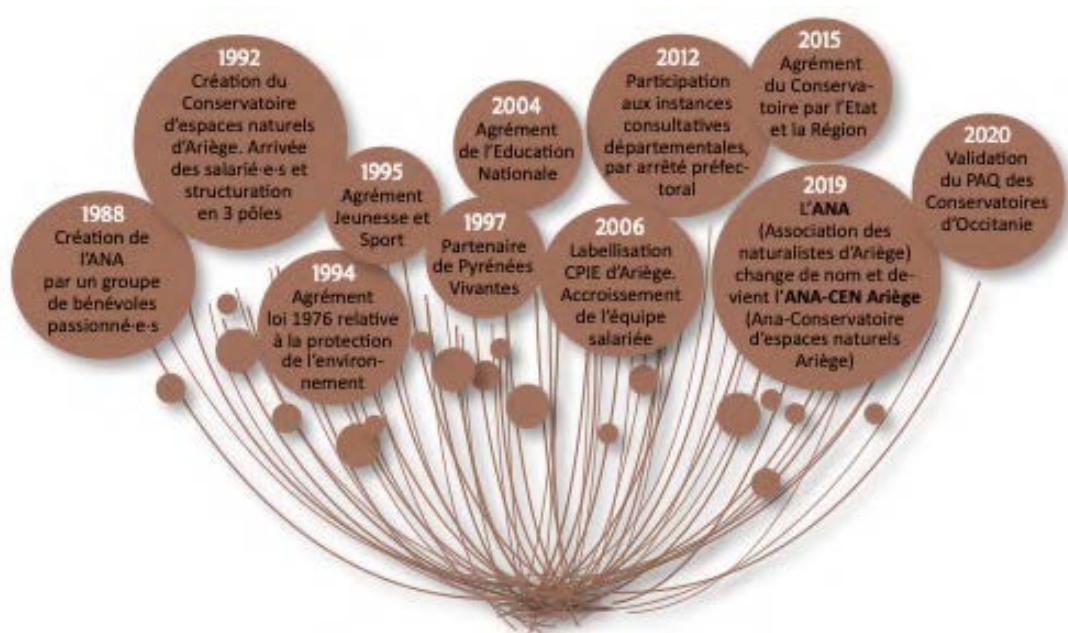 1988
Création de
l'ANA
par un groupe
de bénévoles
passionné·e·s
1992
Création du
Conservatoire
d'espaces naturels
d'Ariège. Arrivée
des salarié·e·s et
structuration
en 3 pôles
1994
Agrément
loi 1976 relative
à la protection
de l'environ-
nement
1995
Agrément
Jeunesse et
Sport
1997
Partenaire
de Pyrénées
Vivantes
2004
Agrément
de l'Education
Nationale
2006
Labellisation
CPIE d'Ariège.
Accroissement
de l'équipe
salariée
2012
Participation
aux instances
consultatives
départementales,
par arrêté préfec-
toral
2015
Agrément
du Conserva-
toire par l'Etat
et la Région
2019
L'ANA
(Association des
naturalistes d'Ariège)
change de nom et de-
vient l'ANA-CEN Ariège
(Ana-Conservatoire
d'espaces naturels
Ariège)
2020
Validation
du PAQ des
Conservatoires
d'Occitanie